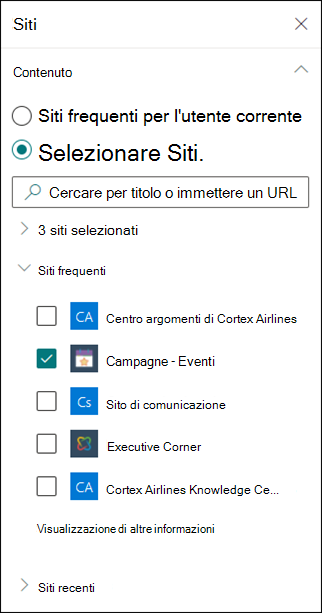 Siti
Contenuto
Siti frequenti per l'utente corrente
Selezionare Siti.
Cercare per titolo o immettere un URL
3 siti selezionati
Siti frequenti
CA Centro argomenti di Cortex Airlines
Campagne - Eventi
Cs Sito di comunicazione
Executive Corner
CA Cortex Airlines Knowledge Ce...
Visualizzazione di altre informazioni
Siti recenti